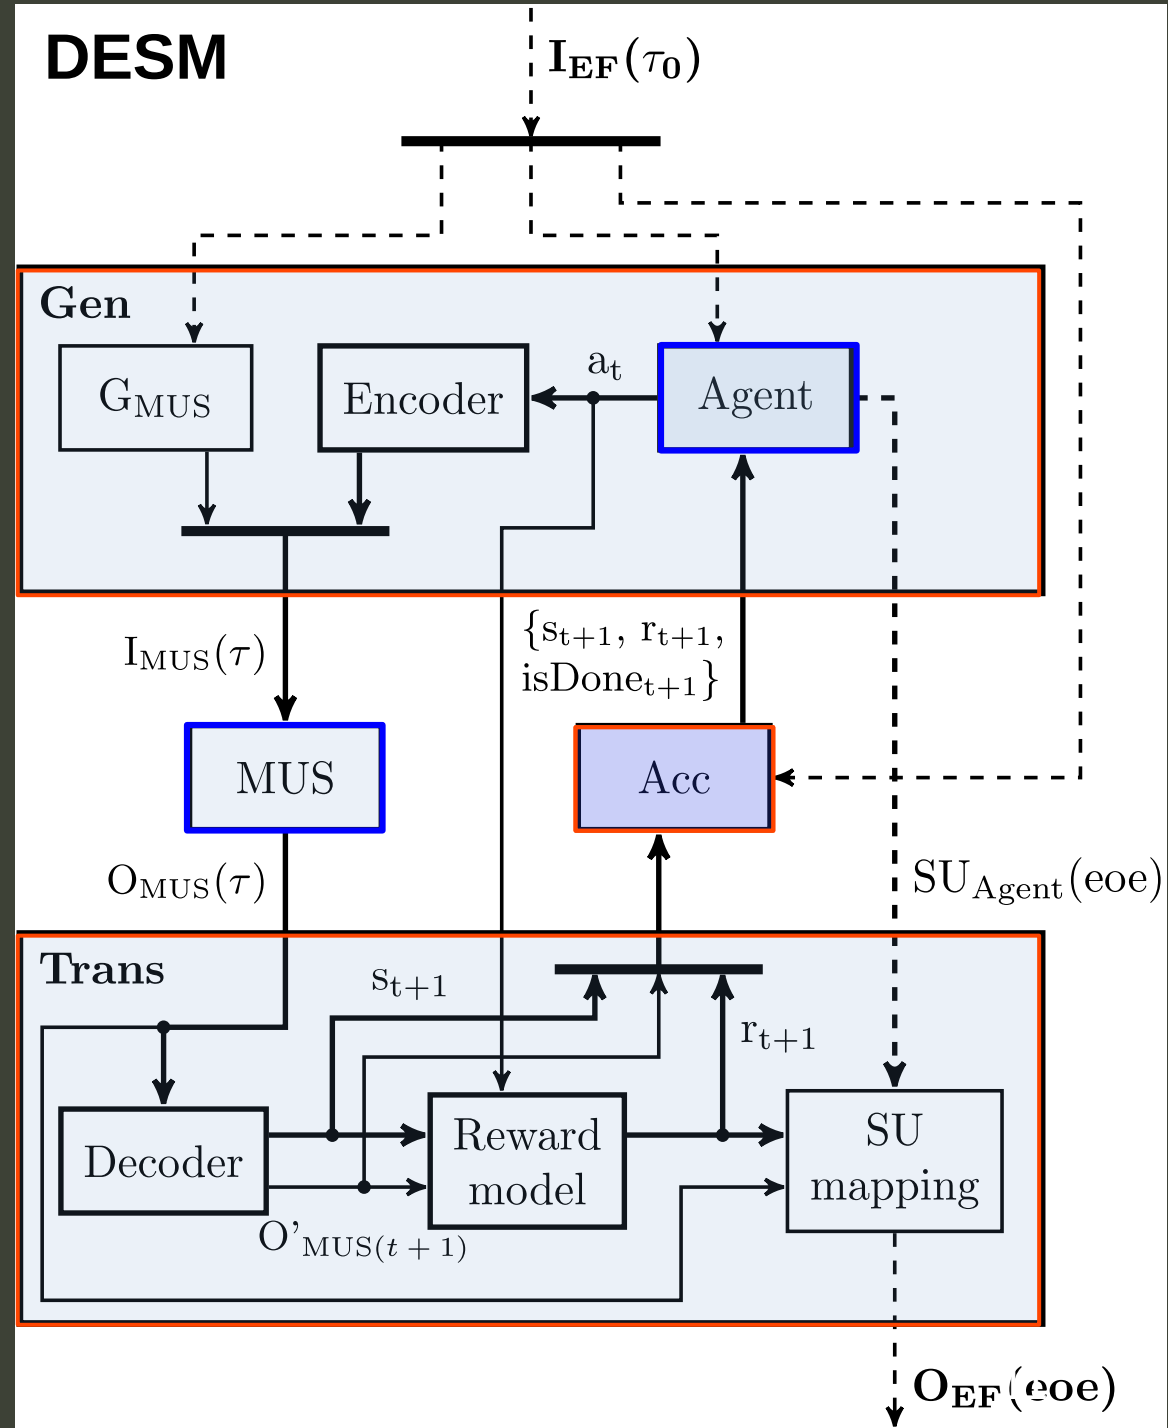 DESM
I_EF(τ_0)
Gen
G_MUS
Encoder
a_t
Agent
I_MUS(τ)
{s_t+1, r_t+1,
isDone_t+1}
MUS
Acc
O_MUS(τ)
SU_Agent(eoe)
Trans
s_t+1
r_t+1
Decoder
Reward
model
SU
mapping
O'_MUS(t + 1)
O_EF(eoe)